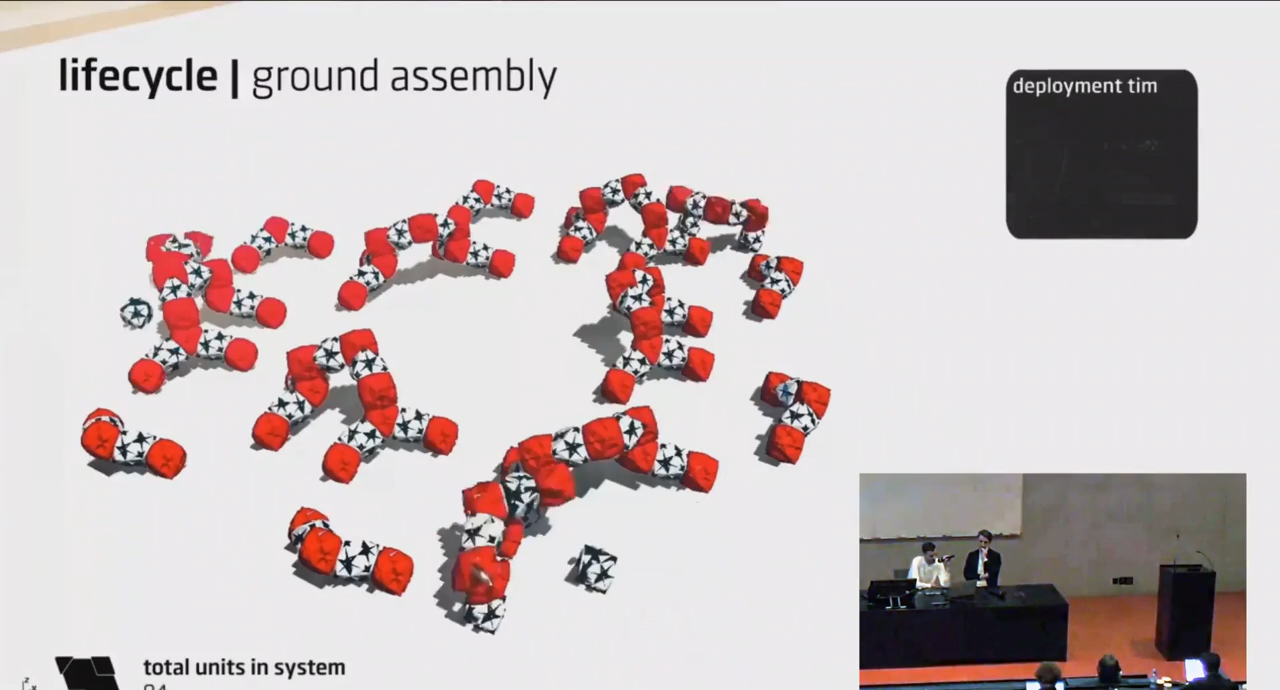 lifecycle | ground assembly
deployment tim
total units in system